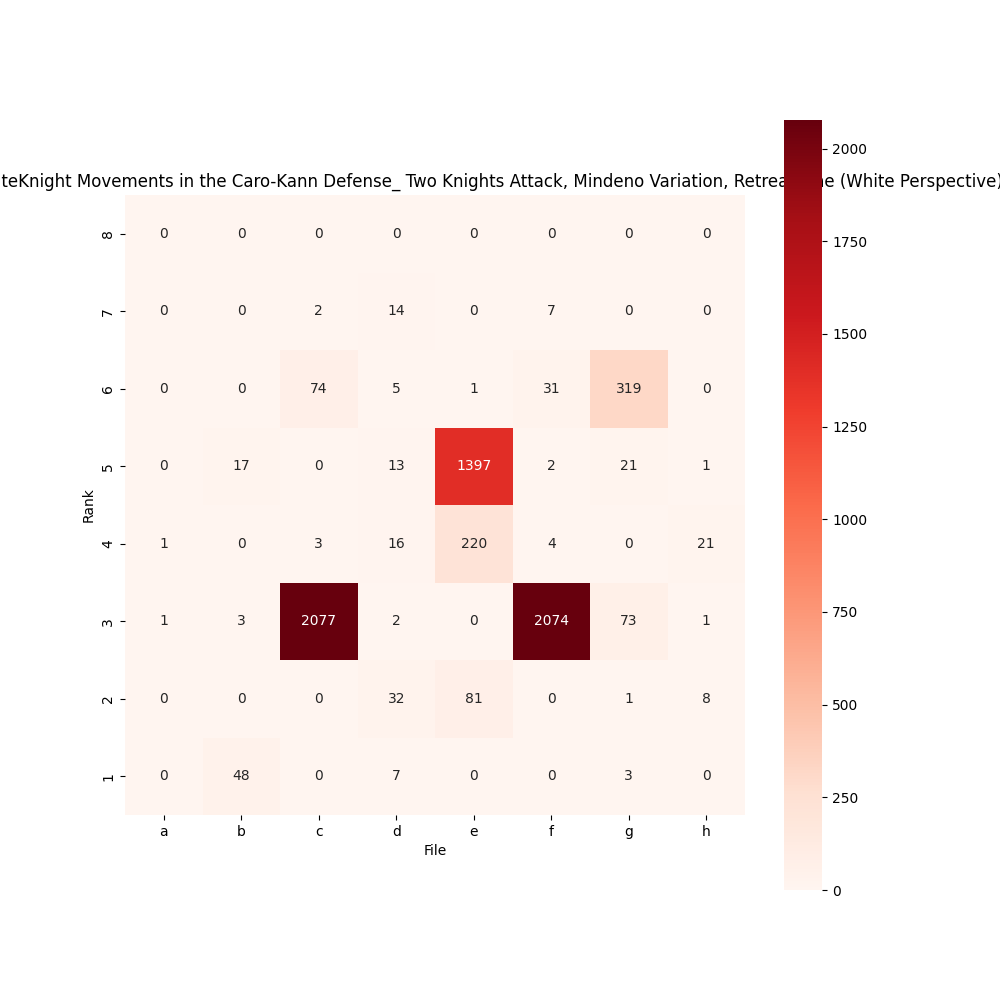 teKnight Movements in the Caro-Kann Defense_ Two Knights Attack, Mindeno Variation, Retrea ne (White Perspective)
2000
1750
1500
1250
1000
750
500
250
0
Rank
8 0 0 0 0 0 0 0 0
7 0 0 2 14 0 7 0 0
6 0 0 74 5 1 31 319 0
5 0 17 0 13 1397 2 21 1
4 1 0 3 16 220 4 0 21
3 1 3 2077 2 0 2074 73 1
2 0 0 0 32 81 0 1 8
1 0 48 0 7 0 0 3 0
a b c d e f g h
File